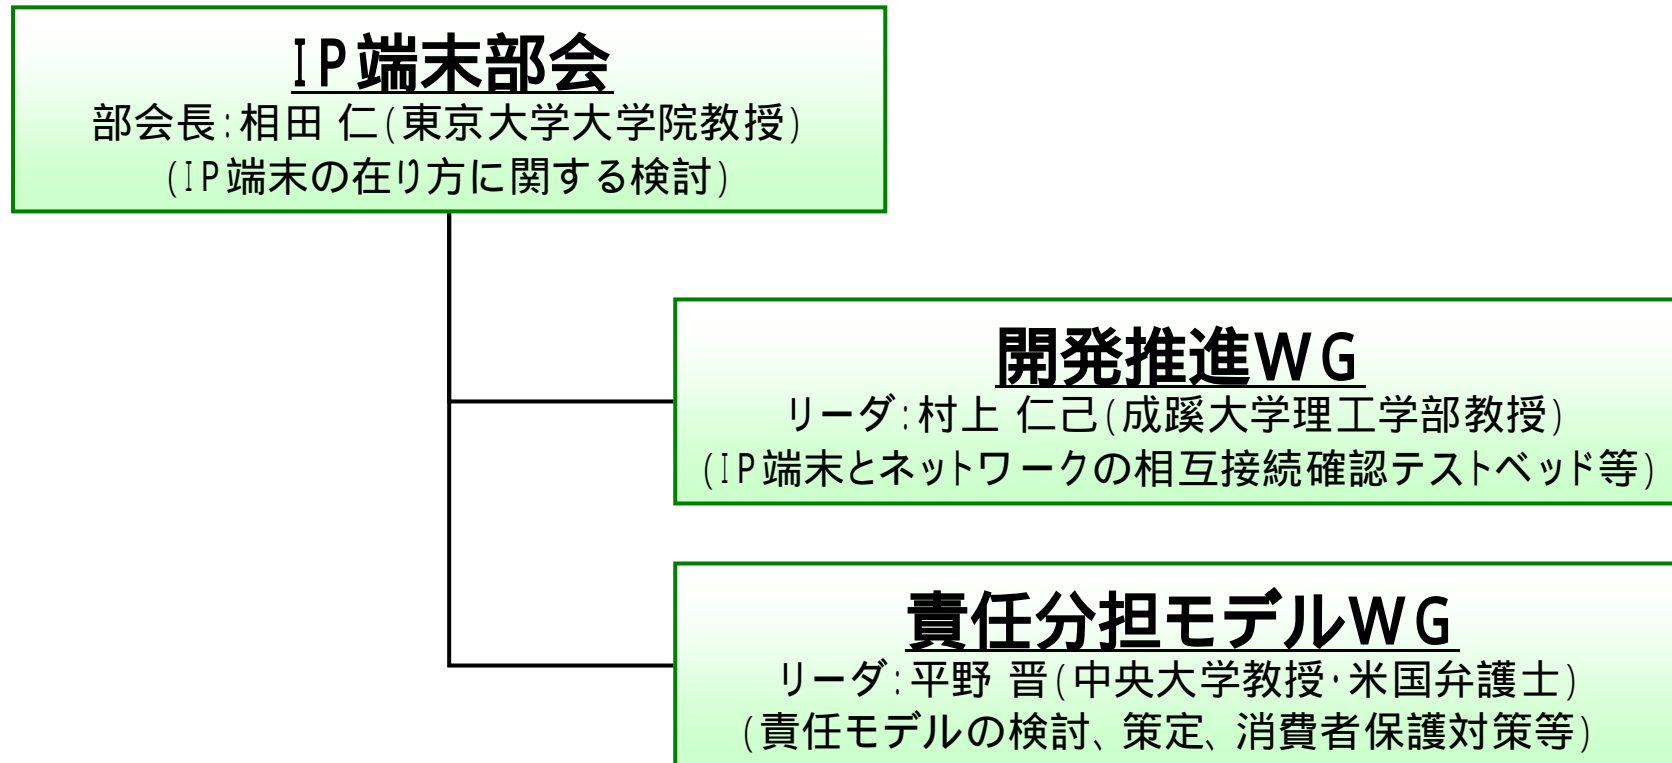 IP端末部会
部会長:相田 仁(東京大学大学院教授)
(IP端末の在り方に関する検討)
開発推進WG
リーダ:村上 仁己(成蹊大学理工学部教授)
(IP端末とネットワークの相互接続確認テストベッド等)
責任分担モデルWG
リーダ:平野 晋(中央大学教授・米国弁護士)
(責任モデルの検討、策定、消費者保護対策等)